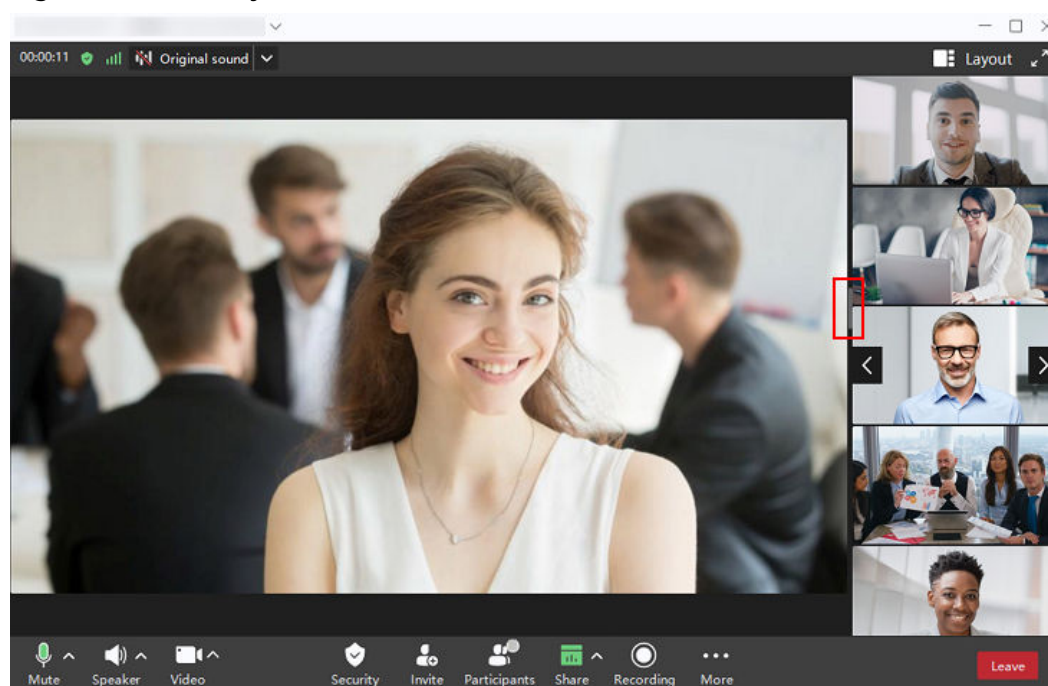 00:00:11 Original sound
Layout
Mute Speaker Video Security Invite Participants Share Recording More Leave